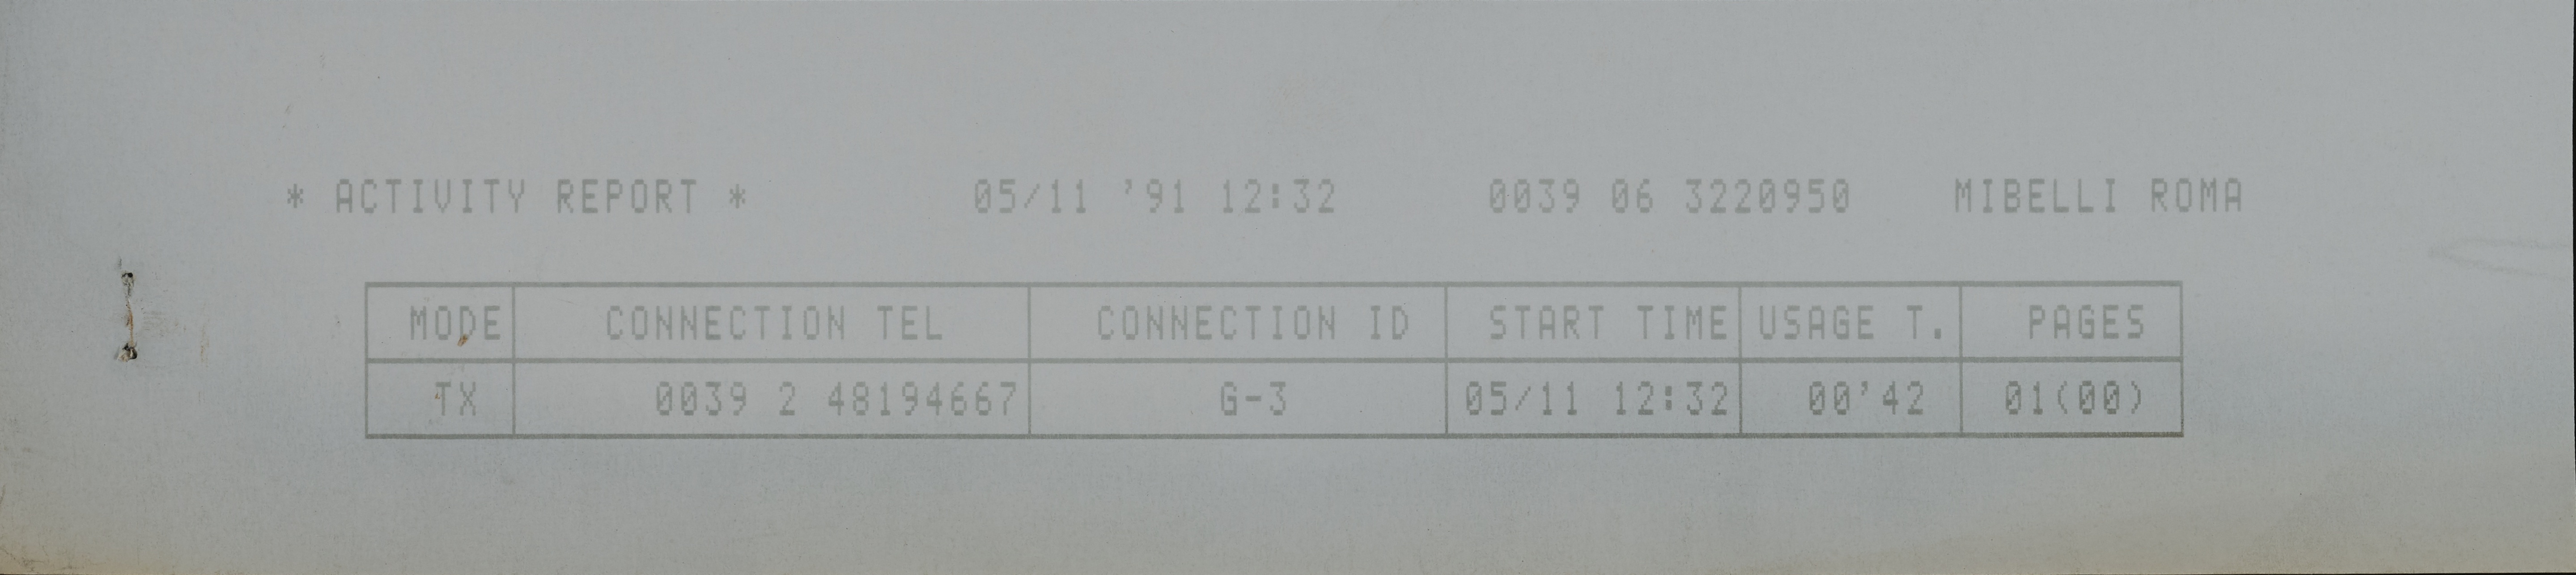 * ACTIVITY REPORT * 05/11 '91 12:32 0039 06 3220950 MIBELLI ROMA
MODE CONNECTION TEL CONNECTION ID START TIME USAGE T. PAGES
TX 0039 2 48194667 G-3 05/11 12:32 00'42 01(00)